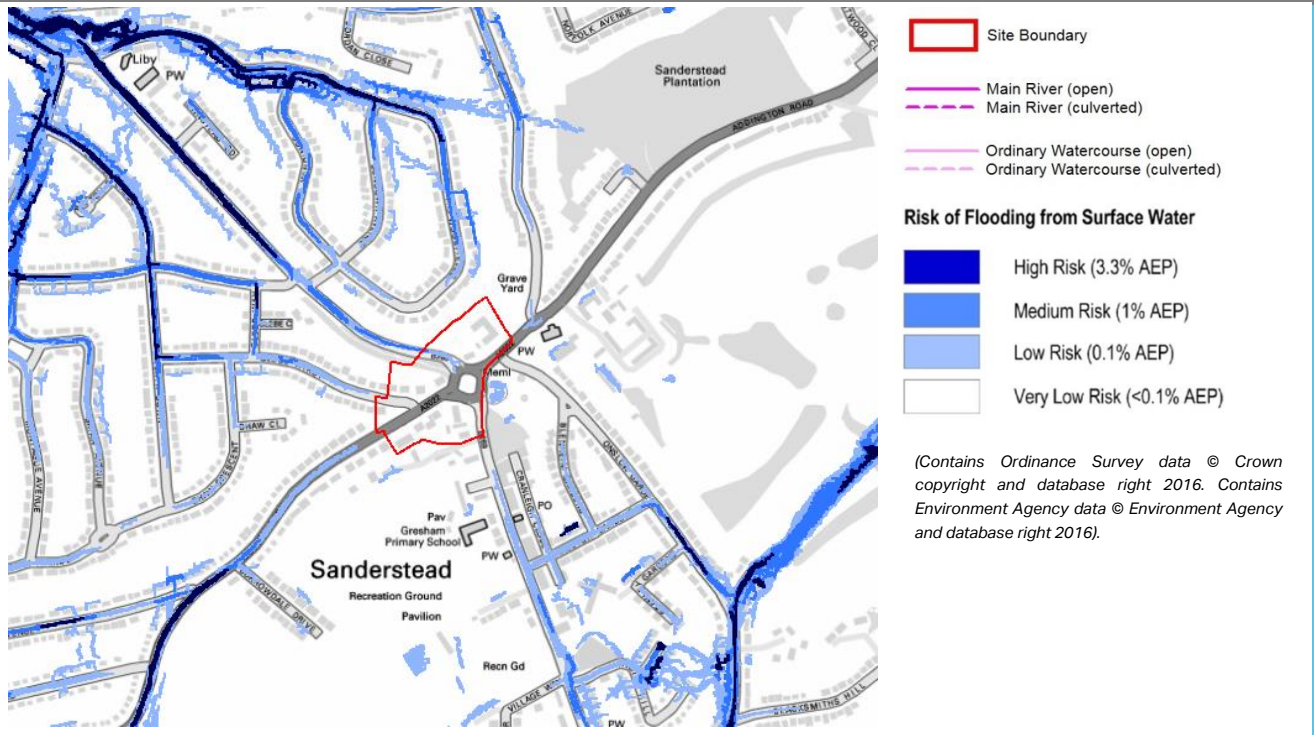 NORFOLK AVENUE
Liby
PW
Sanderstead
Plantation
ADDINGTON ROAD
Grave
Yard
PW
Meml
A2022
SHAW CL
PO
Pav
Gresham
Primary School
PW
Sanderstead
Recreation Ground
Pavilion
Recn Gd
PW
Site Boundary
Main River (open)
Main River (culverted)
Ordinary Watercourse (open)
Ordinary Watercourse (culverted)
Risk of Flooding from Surface Water
High Risk (3.3% AEP)
Medium Risk (1% AEP)
Low Risk (0.1% AEP)
Very Low Risk (<0.1% AEP)
(Contains Ordinance Survey data © Crown
copyright and database right 2016. Contains
Environment Agency data © Environment Agency
and database right 2016).